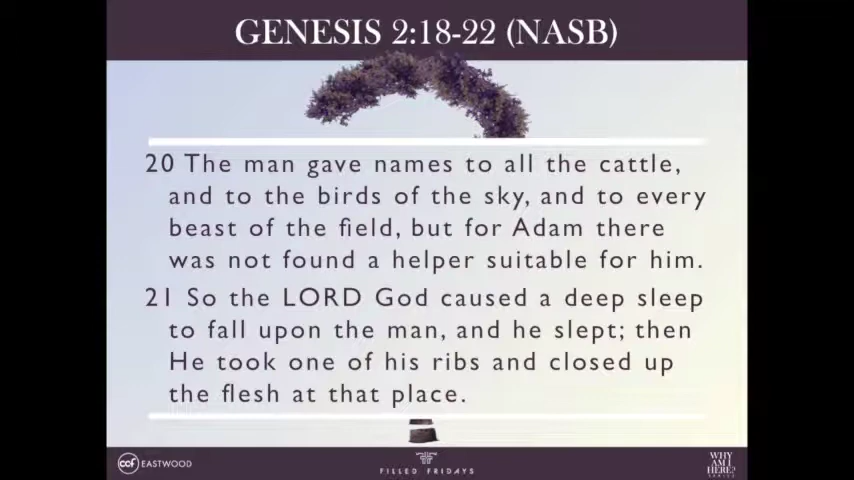 GENESIS 2:18-22 (NASB)
20 The man gave names to all the cattle,
and to the birds of the sky, and to every
beast of the field, but for Adam there
was not found a helper suitable for him.
21 So the LORD God caused a deep sleep
to fall upon the man, and he slept; then
He took one of his ribs and closed up
the flesh at that place.
ccf EASTWOOD
FILLED FRIDAYS
WHY
AM I
HERE?
SERIES